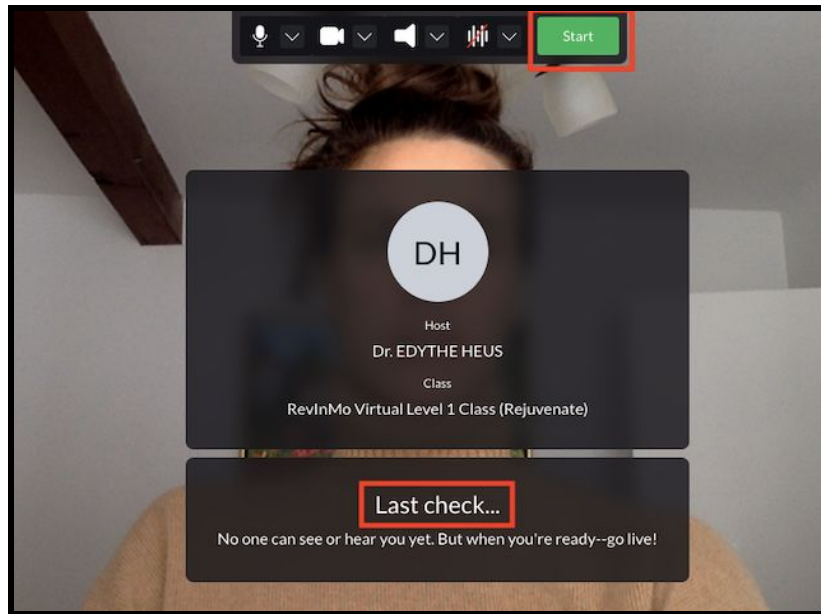 Start
DH
Host
Dr. EDYTHE HEUS
Class
RevInMo Virtual Level 1 Class (Rejuvenate)
Last check...
No one can see or hear you yet. But when you're ready--go live!